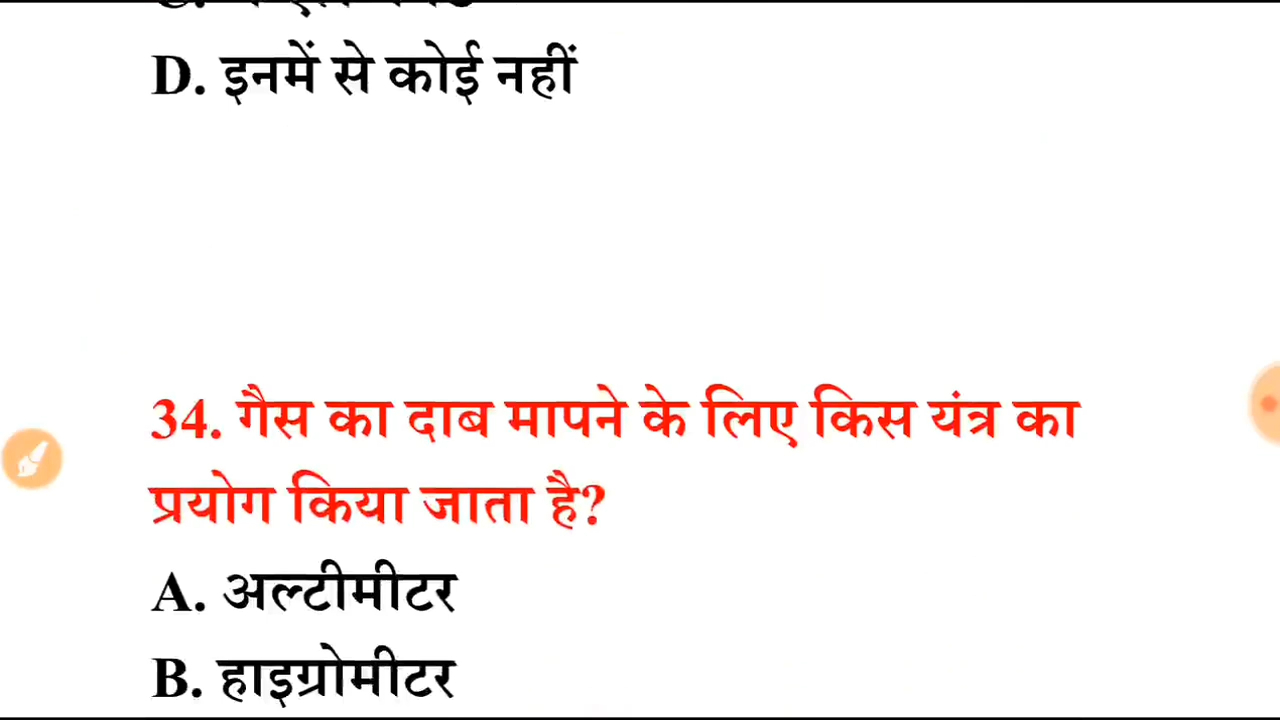 D. इनमें से कोई नहीं
34. गैस का दाब मापने के लिए किस यंत्र का
प्रयोग किया जाता है?
A. अल्टीमीटर
B. हाइग्रोमीटर